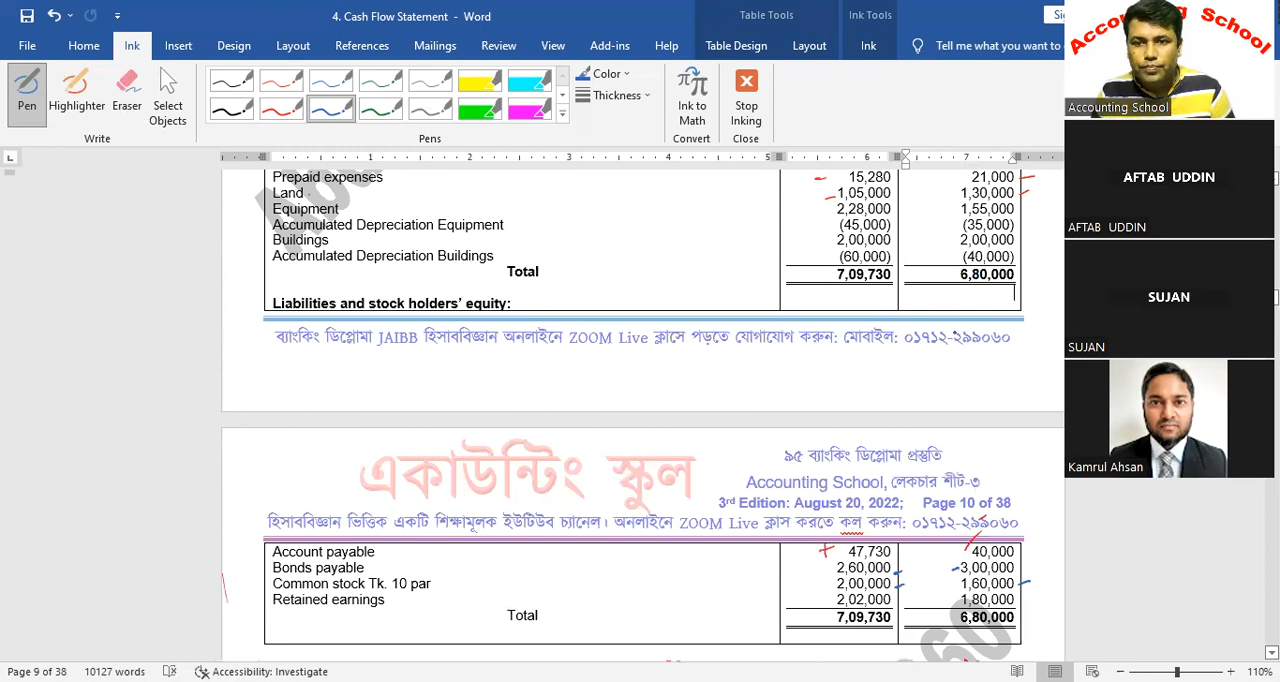 4. Cash Flow Statement - Word
Table Tools
Ink Tools
File Home Ink Insert Design Layout References Mailings Review View Add-ins Help Table Design Layout Ink Tell me what you want to
Pen
Highlighter
Eraser
Select Objects
Color
Thickness
Ink to Math
Stop Inking
Write
Pens
Convert
Close
Accounting School
Accounting School
AFTAB UDDIN
AFTAB UDDIN
SUJAN
SUJAN
Kamrul Ahsan
1 2 3 4 5 6 7
Prepaid expenses 15,280 21,000
Land 1,05,000 1,30,000
Equipment 2,28,000 1,55,000
Accumulated Depreciation Equipment (45,000) (35,000)
Buildings 2,00,000 2,00,000
Accumulated Depreciation Buildings (60,000) (40,000)
Total 7,09,730 6,80,000
Liabilities and stock holders' equity:
ব্যাংকিং ডিপ্লোমা JAIBB হিসাববিজ্ঞান অনলাইনে ZOOM Live ক্লাসে পড়তে যোগাযোগ করুন: মোবাইল: ০১৭১২-২৯৯০৬০
একাউন্টিং স্কুল
৯৫ ব্যাংকিং ডিপ্লোমা প্রস্তুতি
Accounting School, লেকচার শীট-৩
3rd Edition: August 20, 2022; Page 10 of 38
হিসাববিজ্ঞান ভিত্তিক একটি শিক্ষামূলক ইউটিউব চ্যানেল। অনলাইনে ZOOM Live ক্লাস করতে কল করুন: ০১৭১২-২৯৯০৬০
Account payable 47,730 40,000
Bonds payable 2,60,000 3,00,000
Common stock Tk. 10 par 2,00,000 1,60,000
Retained earnings 2,02,000 1,80,000
Total 7,09,730 6,80,000
Page 9 of 38 10127 words Accessibility: Investigate 110%